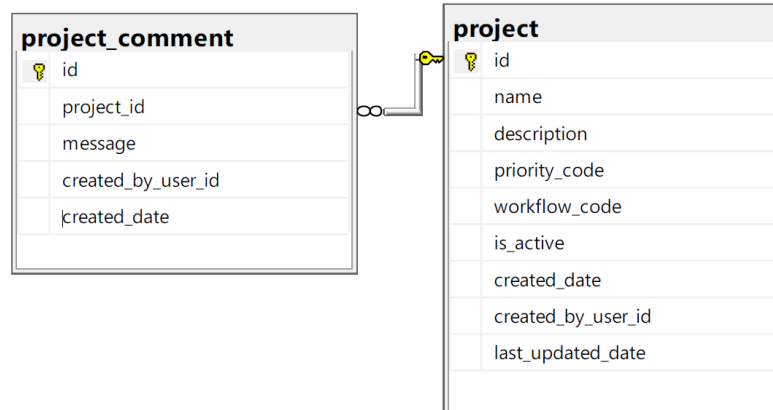 project_comment
id
project_id
message
created_by_user_id
created_date
project
id
name
description
priority_code
workflow_code
is_active
created_date
created_by_user_id
last_updated_date